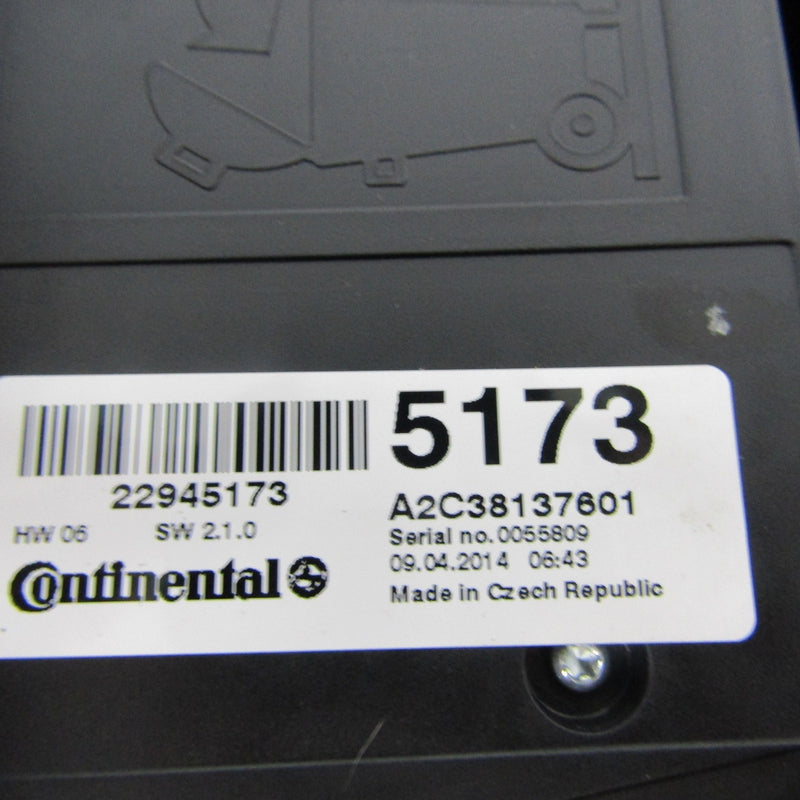 5173
22945173
HW 06 SW 2.1.0
Continental
A2C38137601
Serial no. 0055809
09.04.2014 06:43
Made in Czech Republic